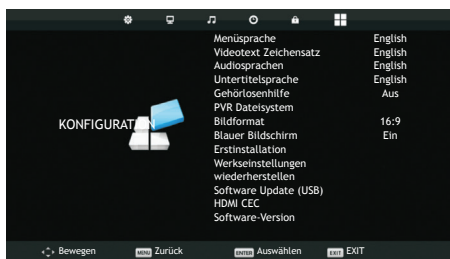 Menüsprache English
Videotext Zeichensatz English
Audiosprachen English
Untertitelsprache English
Gehörlosenhilfe Aus
PVR Dateisystem
KONFIGURATION
Bildformat 16:9
Blauer Bildschirm Ein
Erstinstallation
Werkseinstellungen
wiederherstellen
Software Update (USB)
HDMI CEC
Software-Version
Bewegen MENU Zurück ENTER Auswählen EXIT EXIT